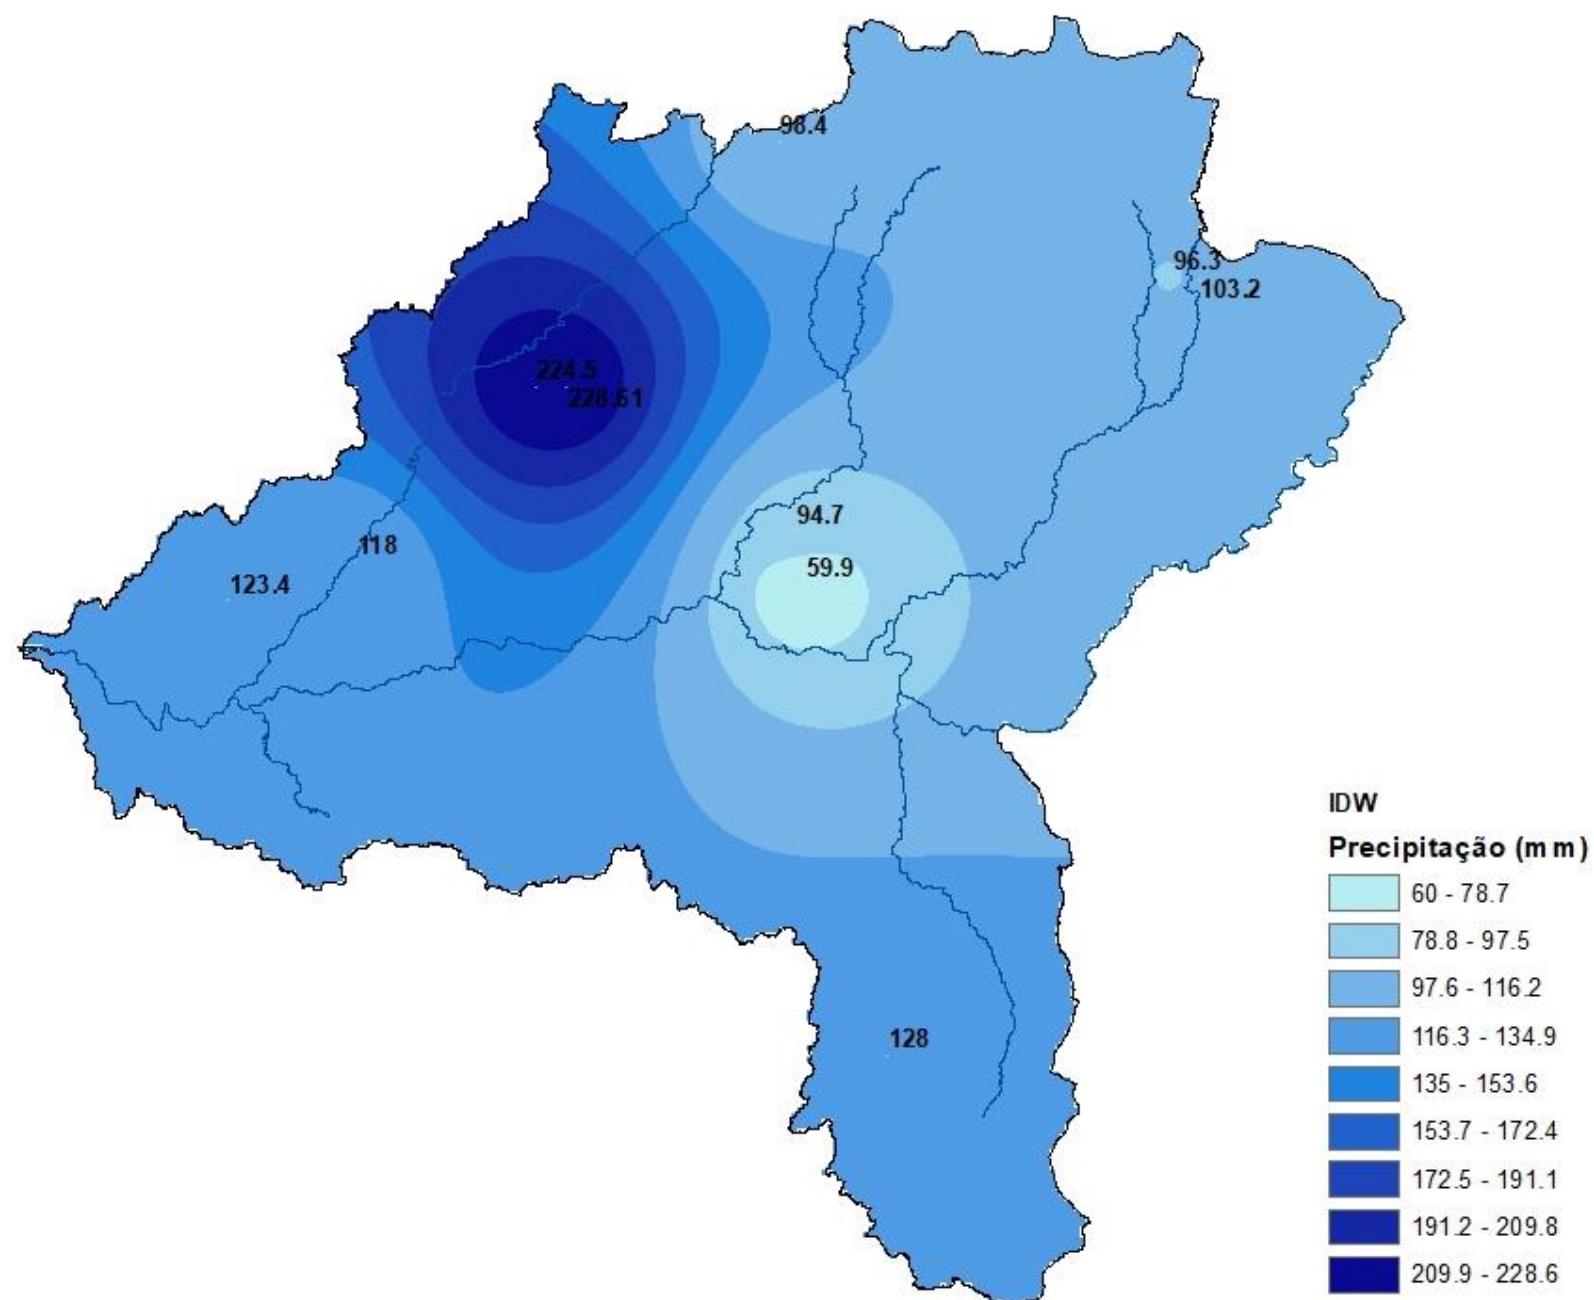 98.4
96.3
103.2
224.5
228.61
94.7
118
59.9
123.4
128
IDW
Precipitação (mm)
60 - 78.7
78.8 - 97.5
97.6 - 116.2
116.3 - 134.9
135 - 153.6
153.7 - 172.4
172.5 - 191.1
191.2 - 209.8
209.9 - 228.6